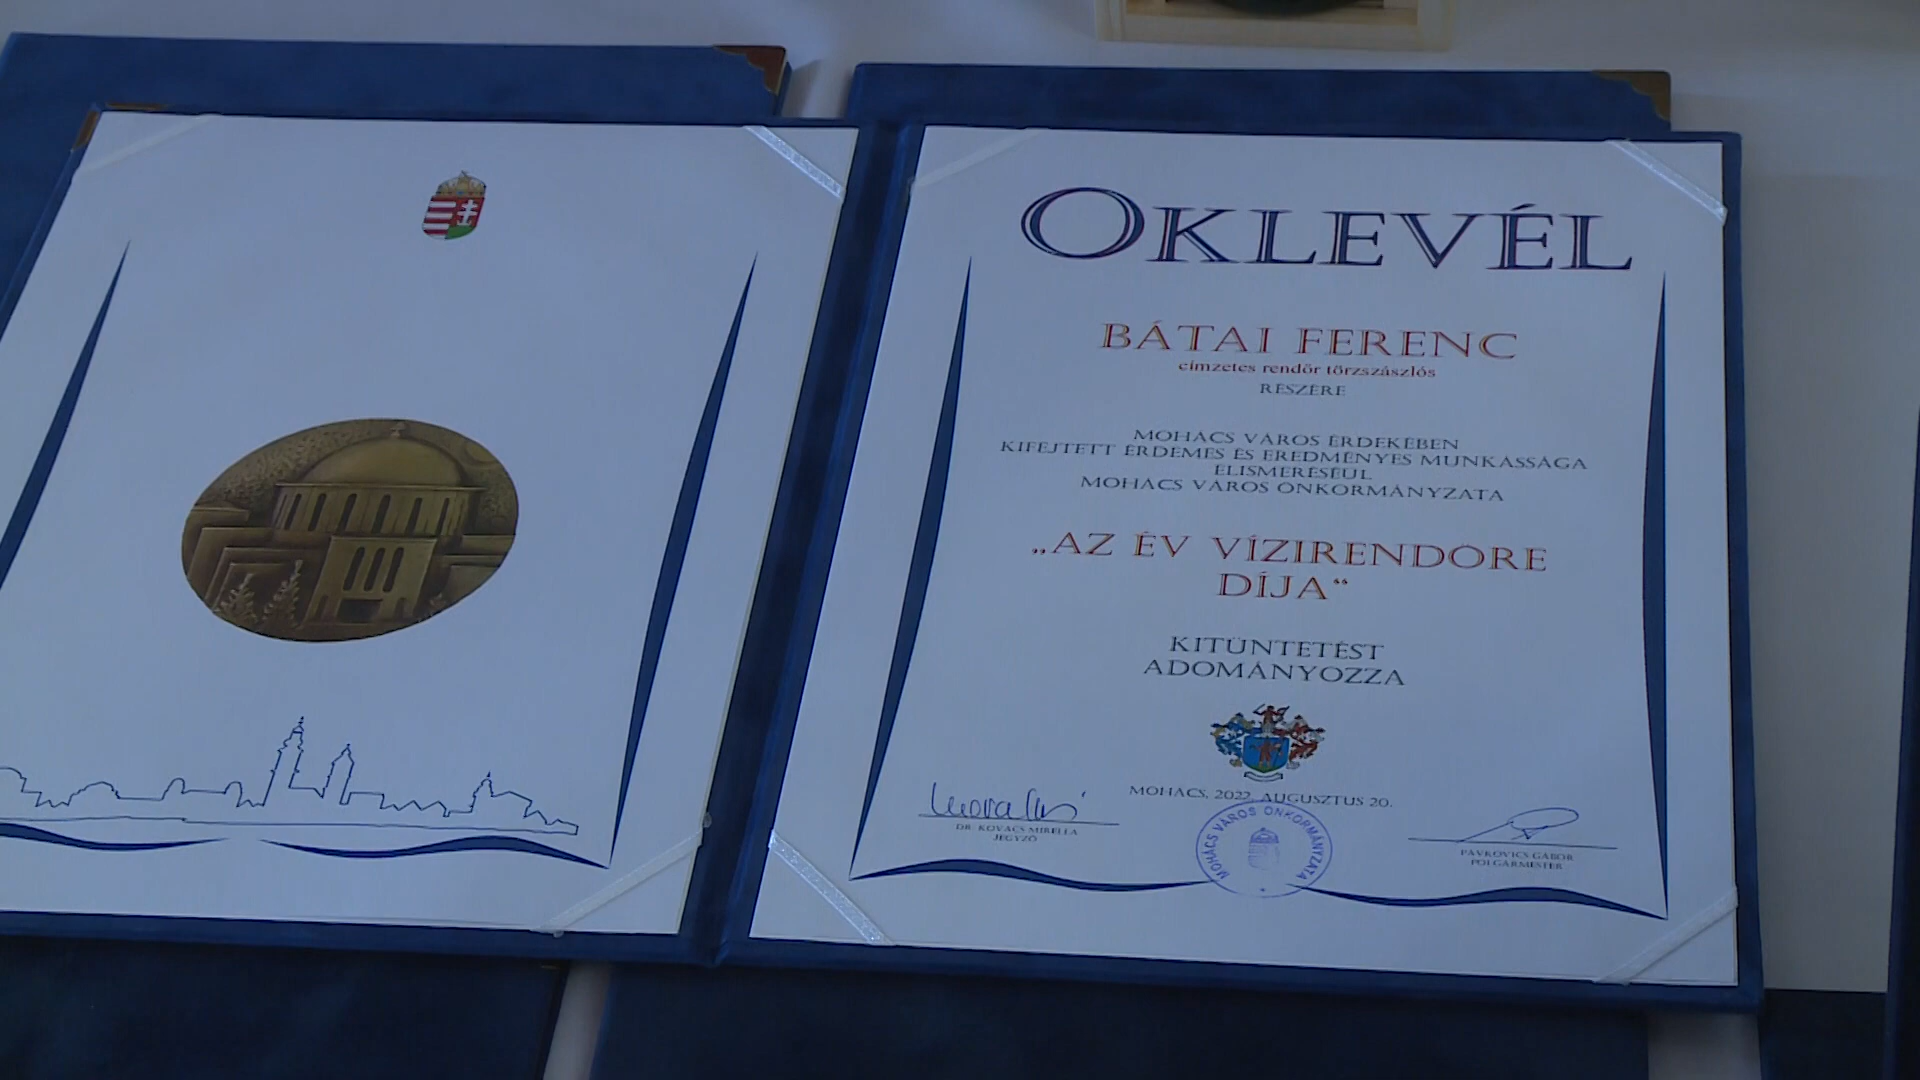 OKLEVÉL
BÁTAI FERENC
címzetes rendőr törzszászlós
RÉSZÉRE
MOHÁCS VÁROS ÉRDEKÉBEN
KIFEJTETT ÉRDEMES ÉS EREDMÉNYES MUNKÁSSÁGA
ELISMERÉSÉÜL
MOHÁCS VÁROS ÖNKORMÁNYZATA
„AZ ÉV VÍZIRENDŐRE
DÍJA“
KITÜNTETÉST
ADOMÁNYOZZA
MOHÁCS, 2022. AUGUSZTUS 20.
DR. KOVÁCS MIRELLA
JEGYZŐ
MOHÁCS VÁROS ÖNKORMÁNYZATA
PÁVKOVICS GÁBOR
POLGÁRMESTER